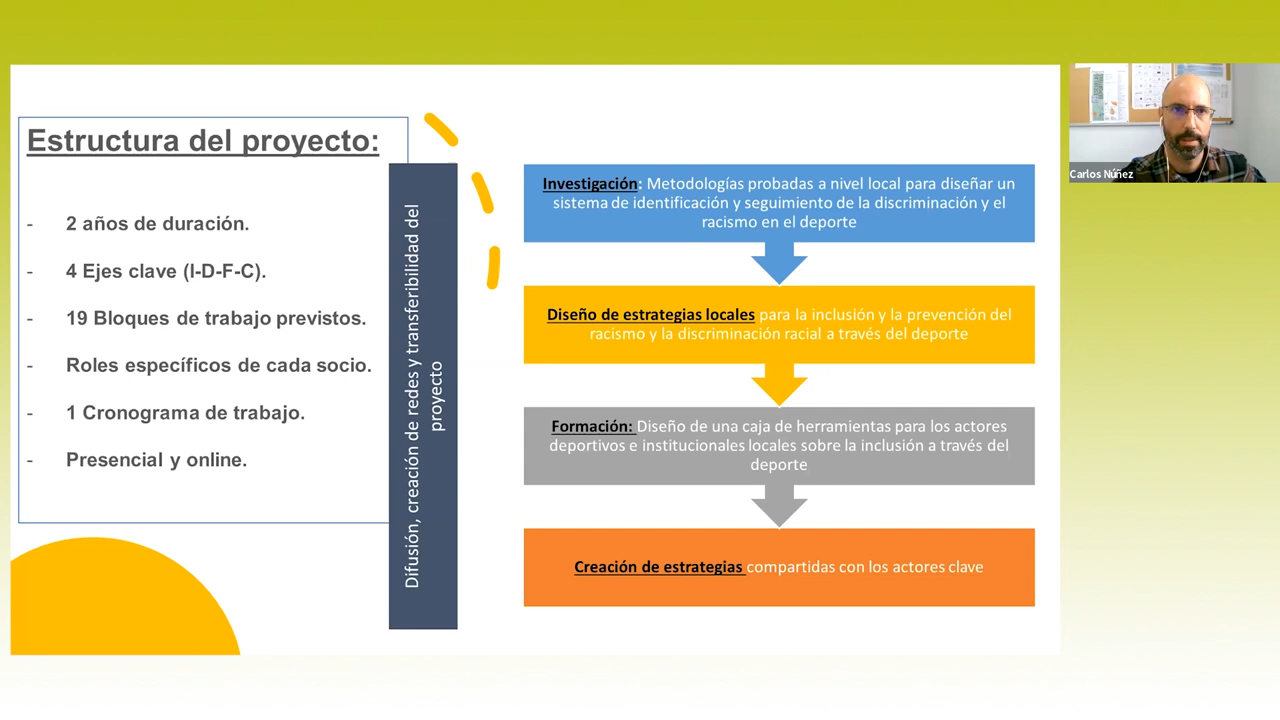 Estructura del proyecto:
- 2 años de duración.
- 4 Ejes clave (I-D-F-C).
- 19 Bloques de trabajo previstos.
- Roles específicos de cada socio.
- 1 Cronograma de trabajo.
- Presencial y online.
Difusión, creación de redes y transferibilidad del
proyecto
Investigación: Metodologías probadas a nivel local para diseñar un
sistema de identificación y seguimiento de la discriminación y el
racismo en el deporte
Diseño de estrategias locales para la inclusión y la prevención del
racismo y la discriminación racial a través del deporte
Formación: Diseño de una caja de herramientas para los actores
deportivos e institucionales locales sobre la inclusión a través del
deporte
Creación de estrategias compartidas con los actores clave
Carlos Núñez